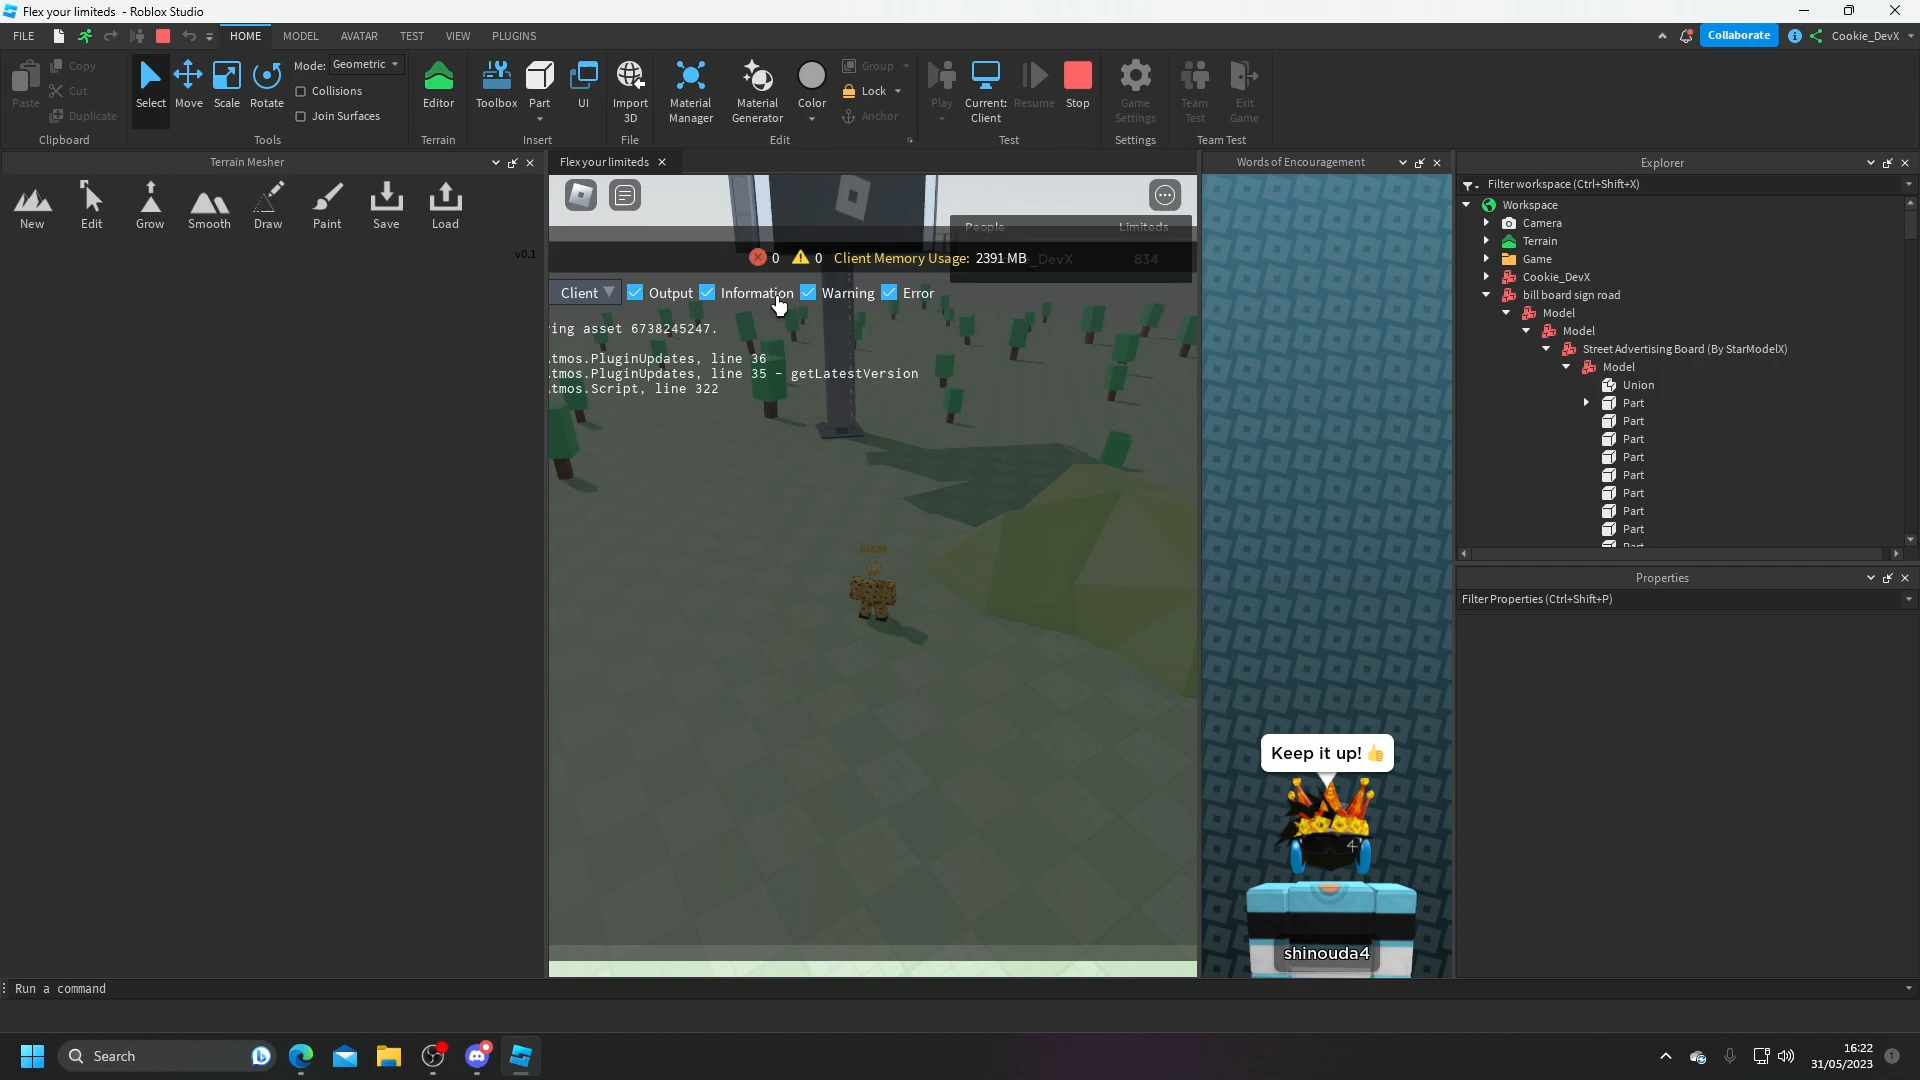 Flex your limiteds - Roblox Studio
FILE HOME MODEL AVATAR TEST VIEW PLUGINS Collaborate Cookie_DevX
Paste Copy Cut Duplicate Clipboard
Select Move Scale Rotate Mode: Geometric Collisions Join Surfaces Tools
Editor Terrain
Toolbox Part UI Insert
Import 3D File
Material Manager Material Generator Color Group Lock Anchor Edit
Play Current: Client Resume Stop Test
Game Settings Settings
Team Test Exit Game Team Test
Terrain Mesher
New Edit Grow Smooth Draw Paint Save Load
v0.1
Flex your limiteds
People Limiteds
_DevX 834
0 0 Client Memory Usage: 2391 MB
Client Output Information Warning Error
ing asset 6738245247.
tmos.PluginUpdates, line 36
tmos.PluginUpdates, line 35 - getLatestVersion
tmos.Script, line 322
Words of Encouragement
Keep it up! 👍
4
shinouda4
Explorer
Filter workspace (Ctrl+Shift+X)
Workspace
Camera
Terrain
Game
Cookie_DevX
bill board sign road
Model
Model
Street Advertising Board (By StarModelX)
Model
Union
Part
Part
Part
Part
Part
Part
Part
Part
Part
Properties
Filter Properties (Ctrl+Shift+P)
Run a command
Search
16:22
31/05/2023
1